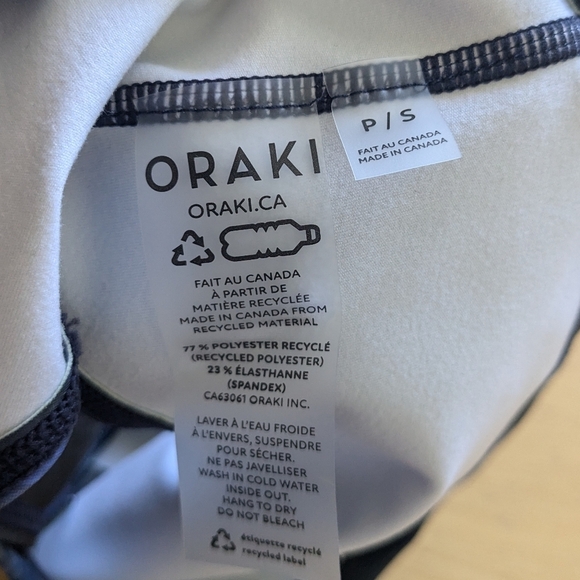 ORAKI
ORAKI.CA
FAIT AU CANADA
À PARTIR DE
MATIÈRE RECYCLÉE
MADE IN CANADA FROM
RECYCLED MATERIAL
77 % POLYESTER RECYCLÉ
(RECYCLED POLYESTER)
23 % ÉLASTHANNE
(SPANDEX)
CA63061 ORAKI INC.
LAVER À L'EAU FROIDE
À L'ENVERS, SUSPENDRE
POUR SÉCHER.
NE PAS JAVELLISER
WASH IN COLD WATER
INSIDE OUT.
HANG TO DRY
DO NOT BLEACH
étiquette recyclé
recycled label
P / S
FAIT AU CANADA
MADE IN CANADA